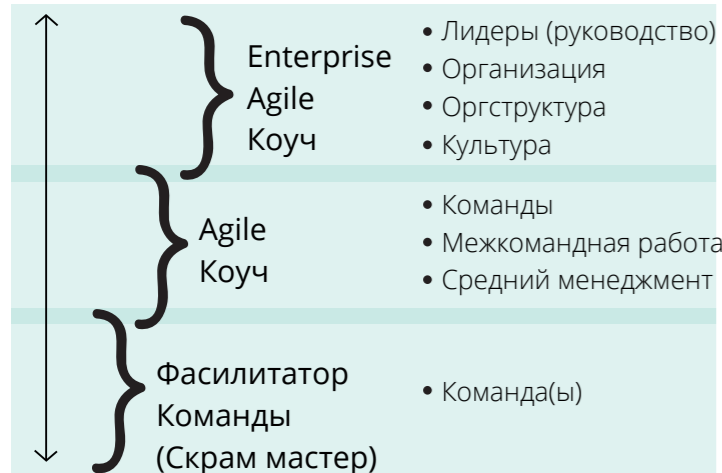 Enterprise
Agile
Коуч
• Лидеры (руководство)
• Организация
• Оргструктура
• Культура
Agile
Коуч
• Команды
• Межкомандная работа
• Средний менеджмент
Фасилитатор
Команды
(Скрам мастер)
• Команда(ы)